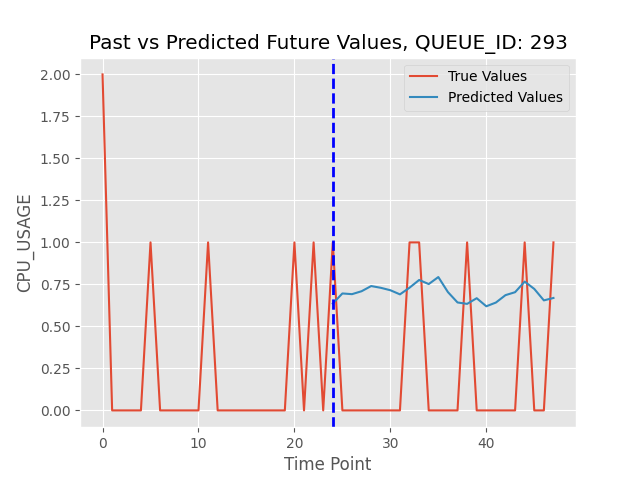 Past vs Predicted Future Values, QUEUE_ID: 293
True Values
Predicted Values
CPU_USAGE
2.00
1.75
1.50
1.25
1.00
0.75
0.50
0.25
0.00
0 10 20 30 40
Time Point